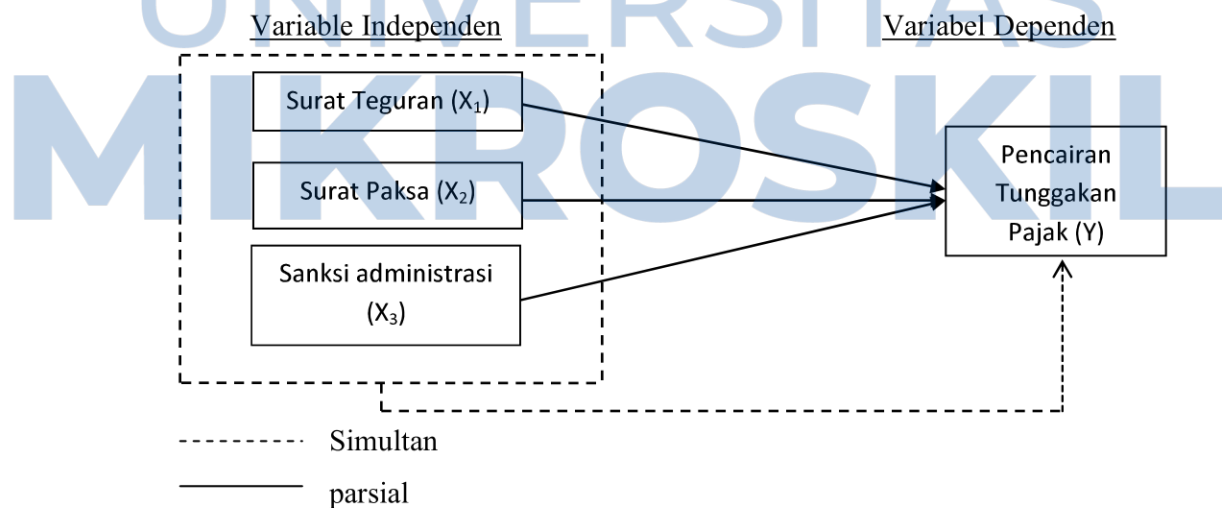 UNIVERSITAS
MIKROSKIL
Variable Independen
Variabel Dependen
Surat Teguran (X₁)
Surat Paksa (X₂)
Sanksi administrasi
(X₃)
Pencairan
Tunggakan
Pajak (Y)
Simultan
parsial